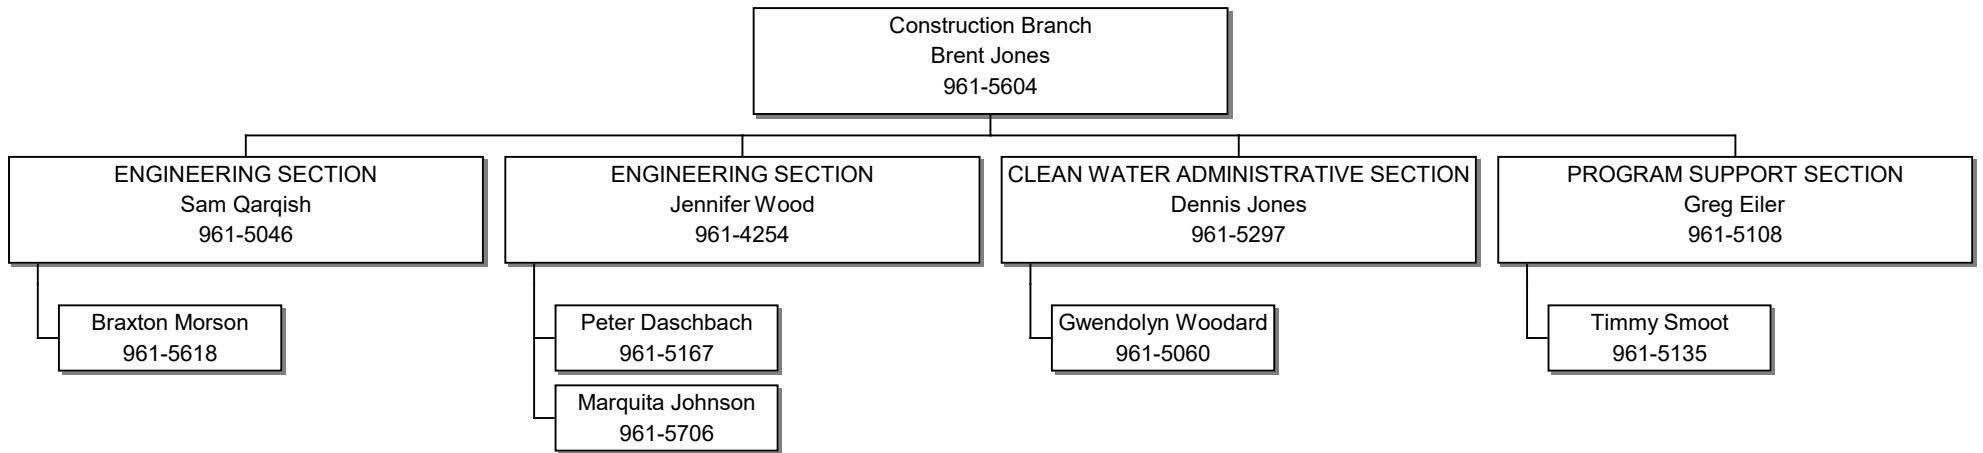 Construction Branch
Brent Jones
961-5604
ENGINEERING SECTION
Sam Qarqish
961-5046
ENGINEERING SECTION
Jennifer Wood
961-4254
CLEAN WATER ADMINISTRATIVE SECTION
Dennis Jones
961-5297
PROGRAM SUPPORT SECTION
Greg Eiler
961-5108
Braxton Morson
961-5618
Peter Daschbach
961-5167
Marquita Johnson
961-5706
Gwendolyn Woodard
961-5060
Timmy Smoot
961-5135